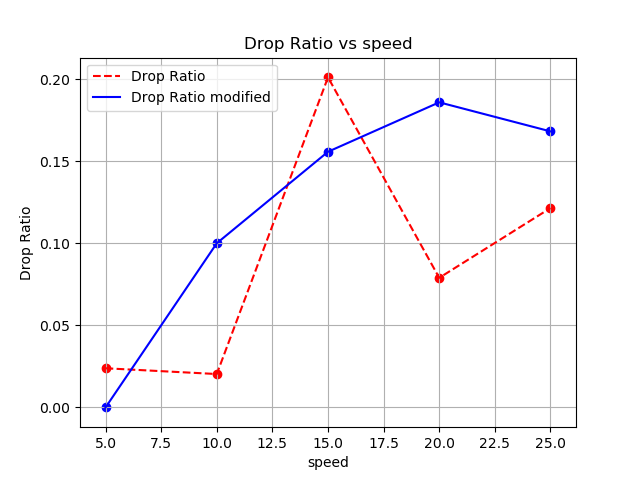 Drop Ratio vs speed
Drop Ratio
Drop Ratio modified
0.20
0.15
0.10
0.05
0.00
Drop Ratio
5.0 7.5 10.0 12.5 15.0 17.5 20.0 22.5 25.0
speed